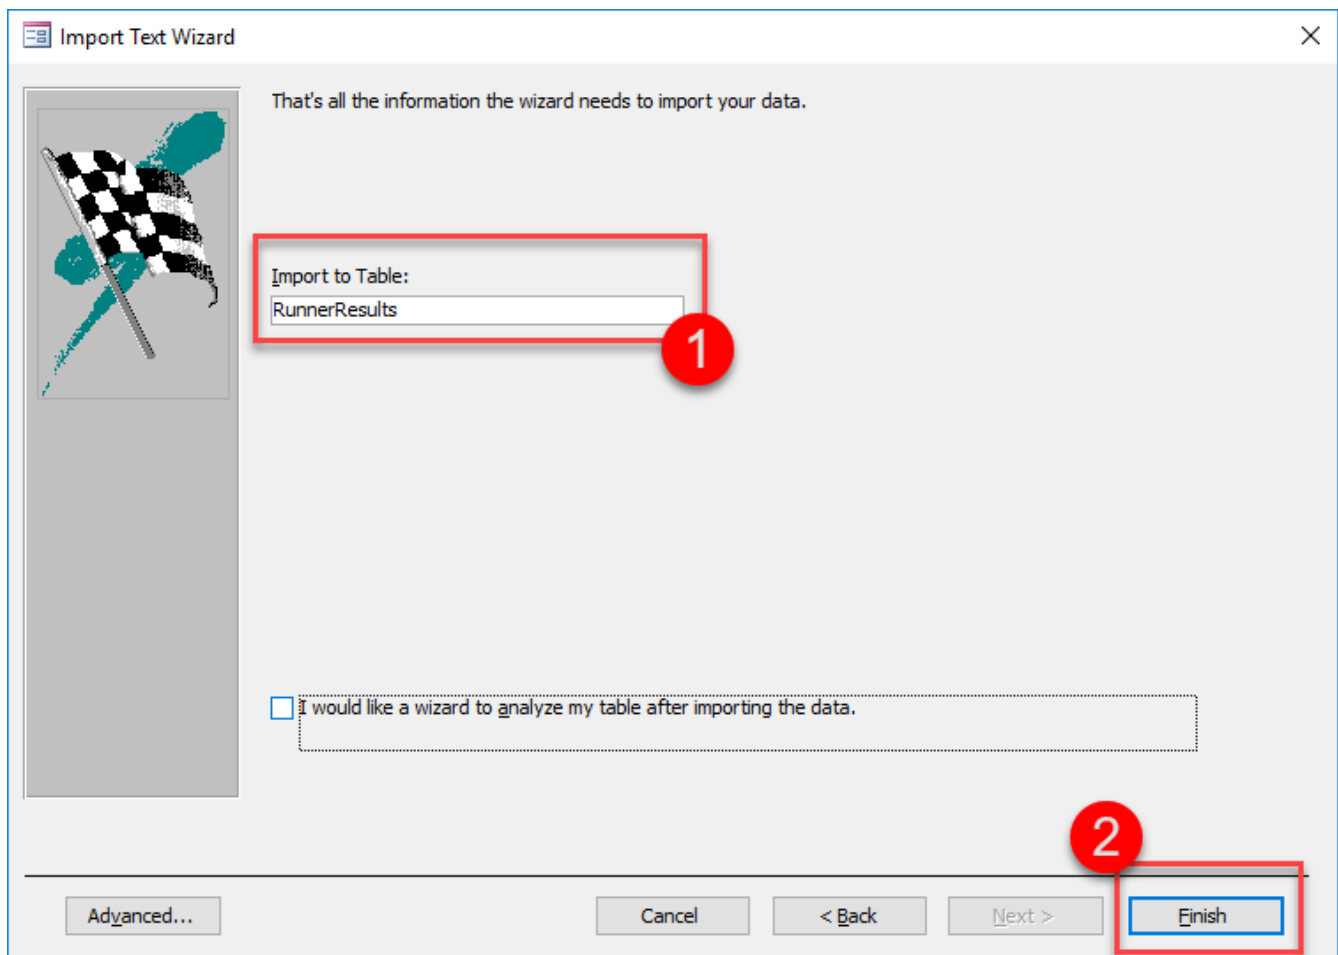 Import Text Wizard
That's all the information the wizard needs to import your data.
Import to Table:
RunnerResults
1
I would like a wizard to analyze my table after importing the data.
2
Advanced...
Cancel
< Back
Next >
Finish